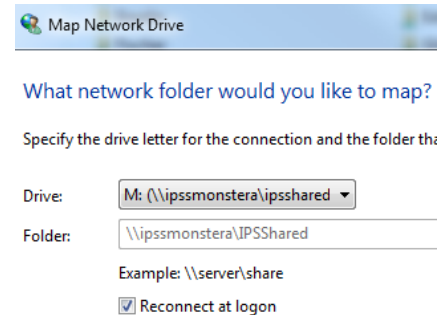 Map Network Drive
What network folder would you like to map?
Specify the drive letter for the connection and the folder tha
Drive: M: (\\ipssmonstera\ipsshared
Folder: \\ipssmonstera\IPSShared
Example: \\server\share
Reconnect at logon